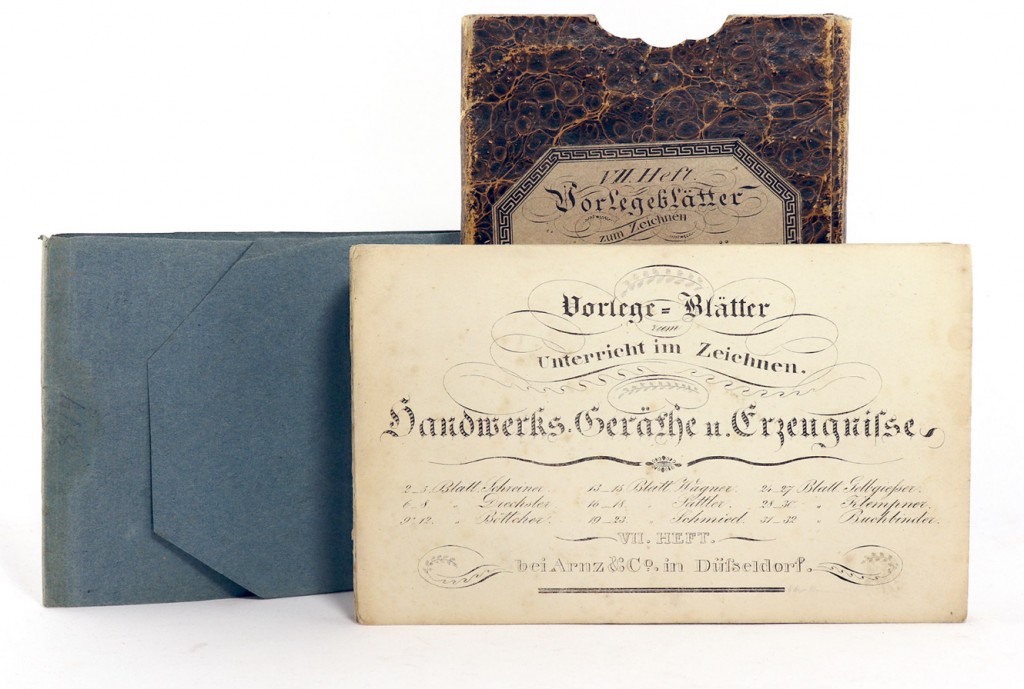 VII. Heft.
Vorlegeblätter
zum Zeichnen
Vorlege = Blätter
zum
Unterricht im Zeichnen.
Handwerks-Geräthe u. Erzeugnisse
2_5 Blatt Schreiner. 13_15 Blatt Wagner. 24_27 Blatt Gelbgießer.
6_8 „ Drechsler 16_18 „ Sattler. 28_30 „ Klempner.
9_12. „ Böttcher. 19_23. „ Schmied. 31_32 „ Buchbinder.
VII. HEFT.
bei Arnz & Co. in Düsseldorf.